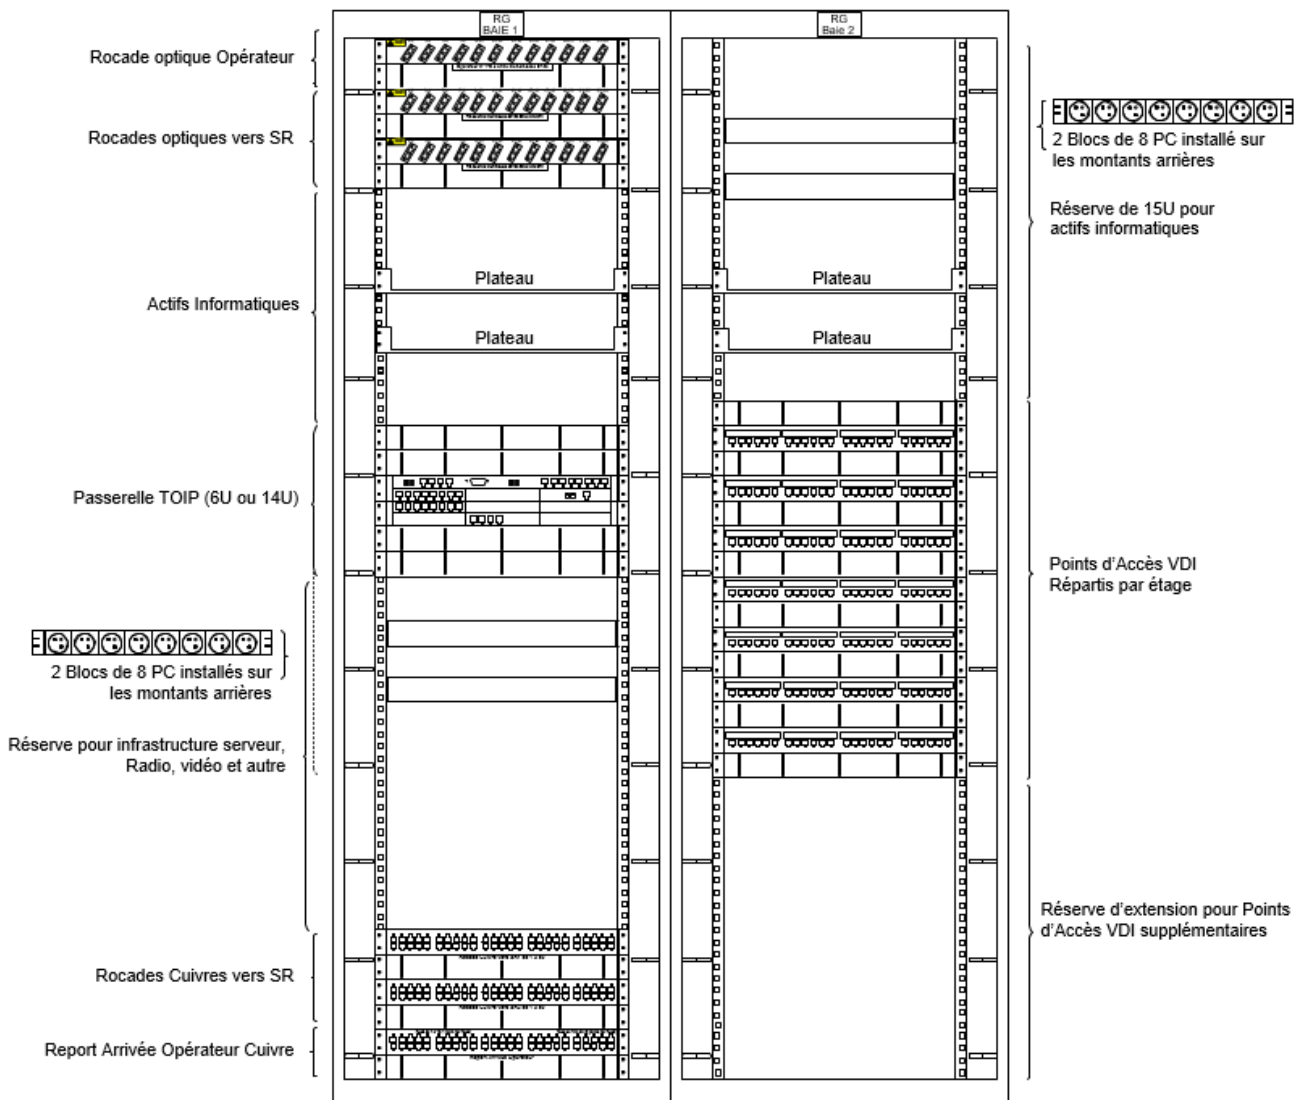 RG
BAIE 1
RG
Baie 2
Rocade optique Opérateur
Rocades optiques vers SR
2 Blocs de 8 PC installé sur
les montants arrières
Réserve de 15U pour
actifs informatiques
Plateau
Plateau
Actifs Informatiques
Plateau
Plateau
Passerelle TOIP (6U ou 14U)
Points d'Accès VDI
Répartis par étage
2 Blocs de 8 PC installés sur
les montants arrières
Réserve pour infrastructure serveur,
Radio, vidéo et autre
Réserve d'extension pour Points
d'Accès VDI supplémentaires
Rocades Cuivres vers SR
Report Arrivée Opérateur Cuivre